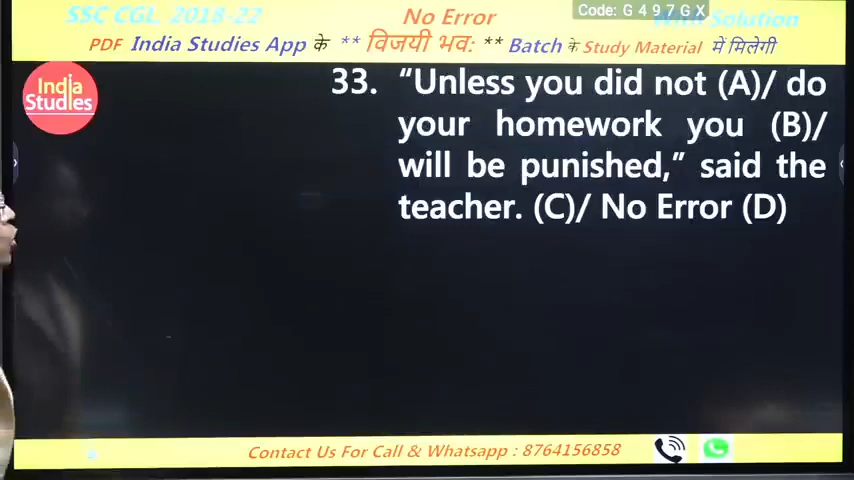 SSC CGL 2018-22 No Error With Solution
Code: G 4 9 7 G X
PDF India Studies App के ** विजयी भव: ** Batch के Study Material में मिलेगी
India
Studies
33. “Unless you did not (A)/ do
your homework you (B)/
will be punished,” said the
teacher. (C)/ No Error (D)
Contact Us For Call & Whatsapp : 8764156858